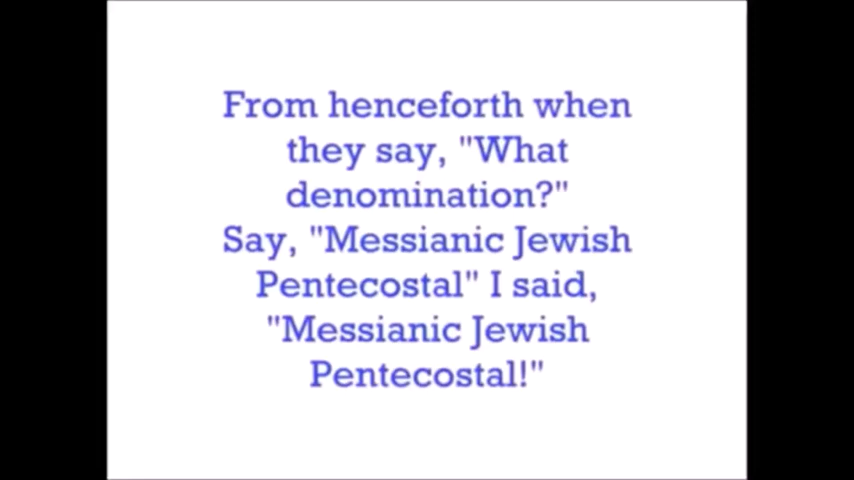 From henceforth when
they say, "What
denomination?"
Say, "Messianic Jewish
Pentecostal" I said,
"Messianic Jewish
Pentecostal!"